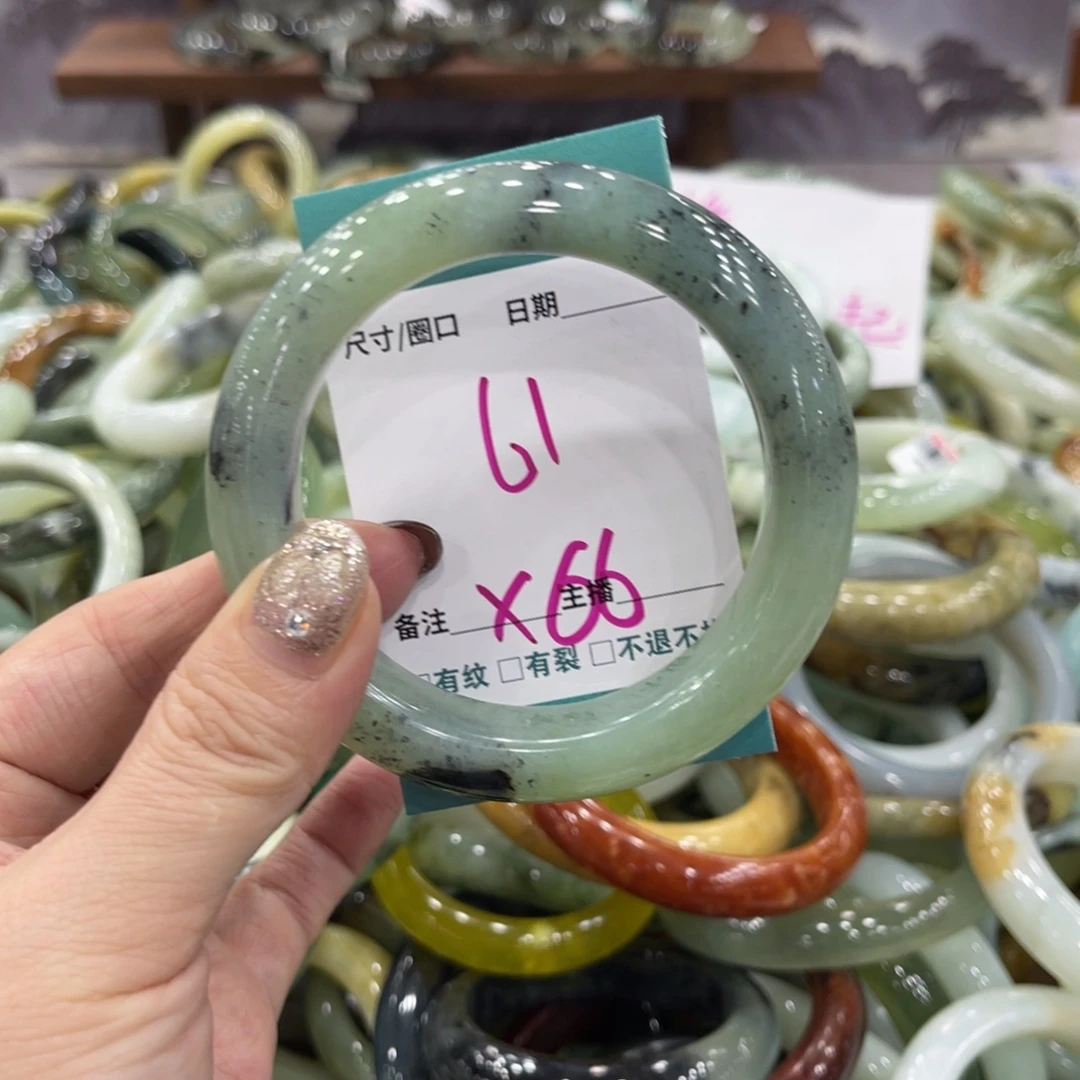 尺寸/圈口 日期
61
x66
备注 主播
□有纹 □有裂 □不退不